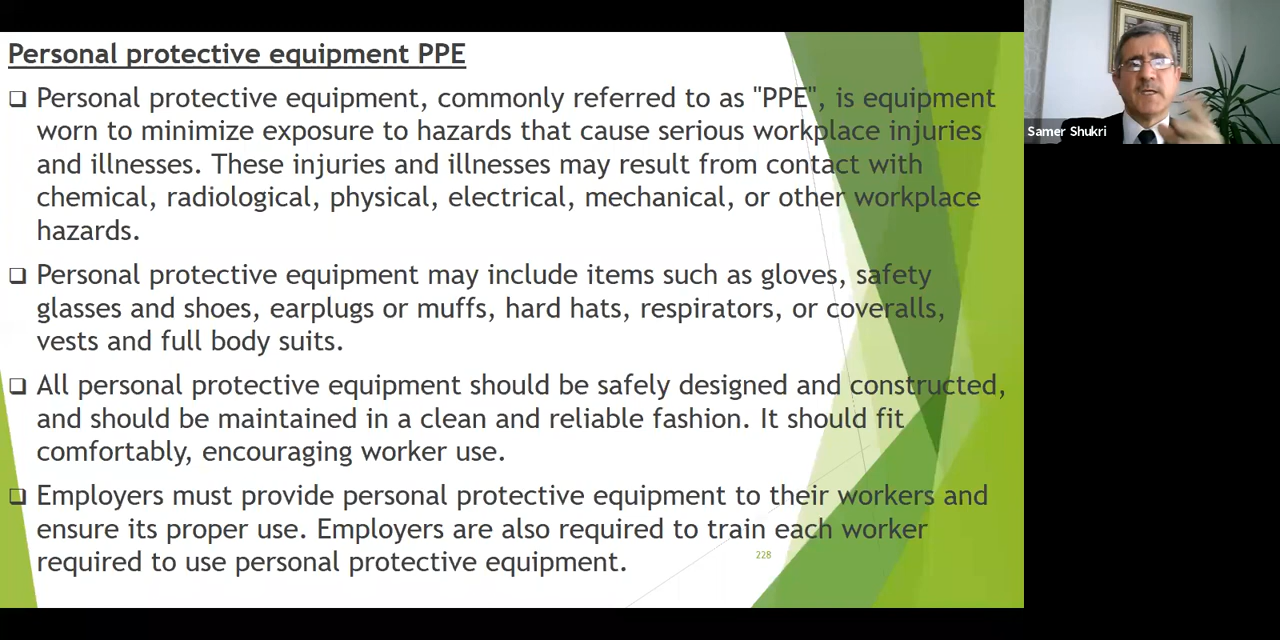 Personal protective equipment PPE
Personal protective equipment, commonly referred to as "PPE", is equipment
worn to minimize exposure to hazards that cause serious workplace injuries
and illnesses. These injuries and illnesses may result from contact with
chemical, radiological, physical, electrical, mechanical, or other workplace
hazards.
Personal protective equipment may include items such as gloves, safety
glasses and shoes, earplugs or muffs, hard hats, respirators, or coveralls,
vests and full body suits.
All personal protective equipment should be safely designed and constructed,
and should be maintained in a clean and reliable fashion. It should fit
comfortably, encouraging worker use.
Employers must provide personal protective equipment to their workers and
ensure its proper use. Employers are also required to train each worker
required to use personal protective equipment.
228
Samer Shukri